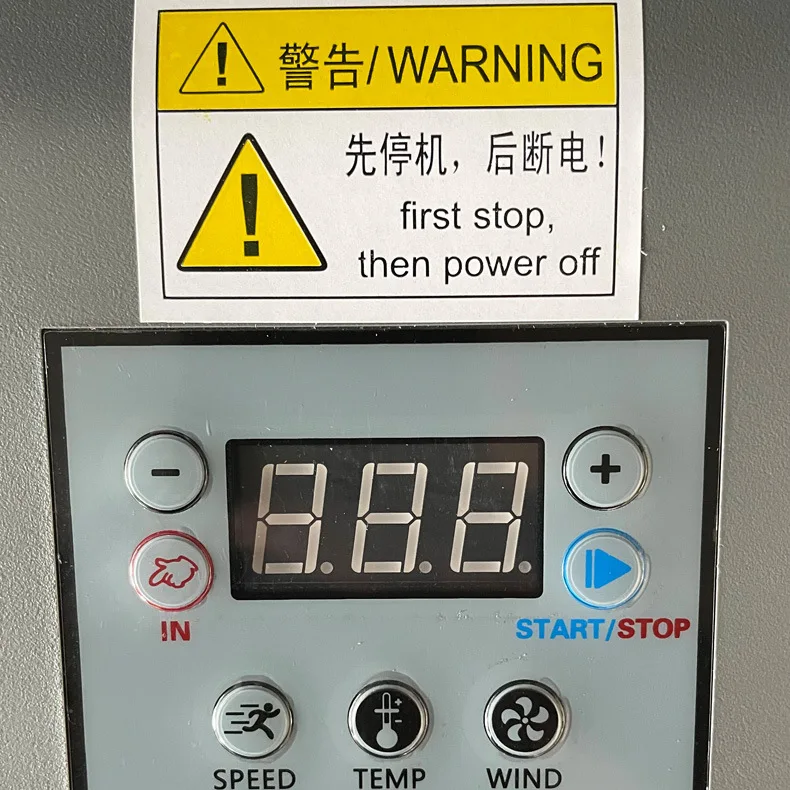 警告/WARNING
先停机，后断电！
first stop,
then power off
IN
START/STOP
SPEED TEMP WIND